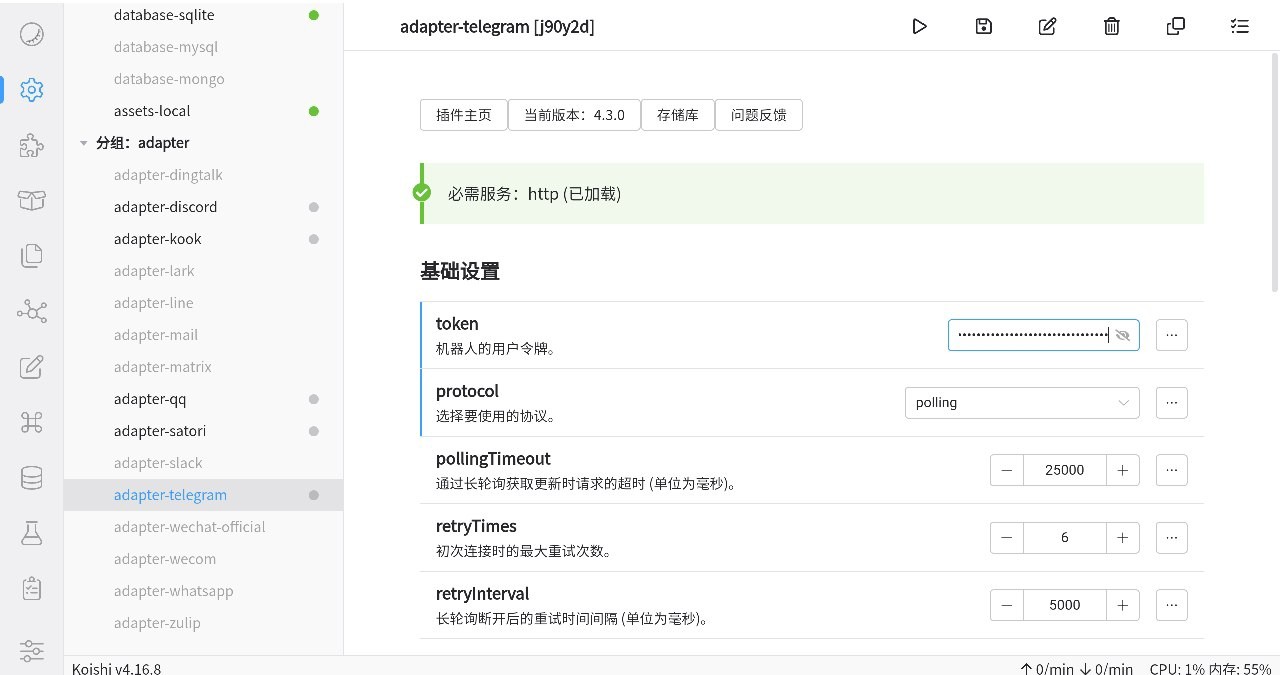 database-sqlite
database-mysql
database-mongo
assets-local
分组：adapter
adapter-dingtalk
adapter-discord
adapter-kook
adapter-lark
adapter-line
adapter-mail
adapter-matrix
adapter-qq
adapter-satori
adapter-slack
adapter-telegram
adapter-wechat-official
adapter-wecom
adapter-whatsapp
adapter-zulip
adapter-telegram [j90y2d]
插件主页 当前版本：4.3.0 存储库 问题反馈
必需服务：http (已加载)
基础设置
token
机器人的用户令牌。
protocol
选择要使用的协议。
polling
pollingTimeout
通过长轮询获取更新时请求的超时 (单位为毫秒)。
25000
retryTimes
初次连接时的最大重试次数。
6
retryInterval
长轮询断开后的重试时间间隔 (单位为毫秒)。
5000
Koishi v4.16.8
↑ 0/min ↓ 0/min CPU: 1% 内存: 55%